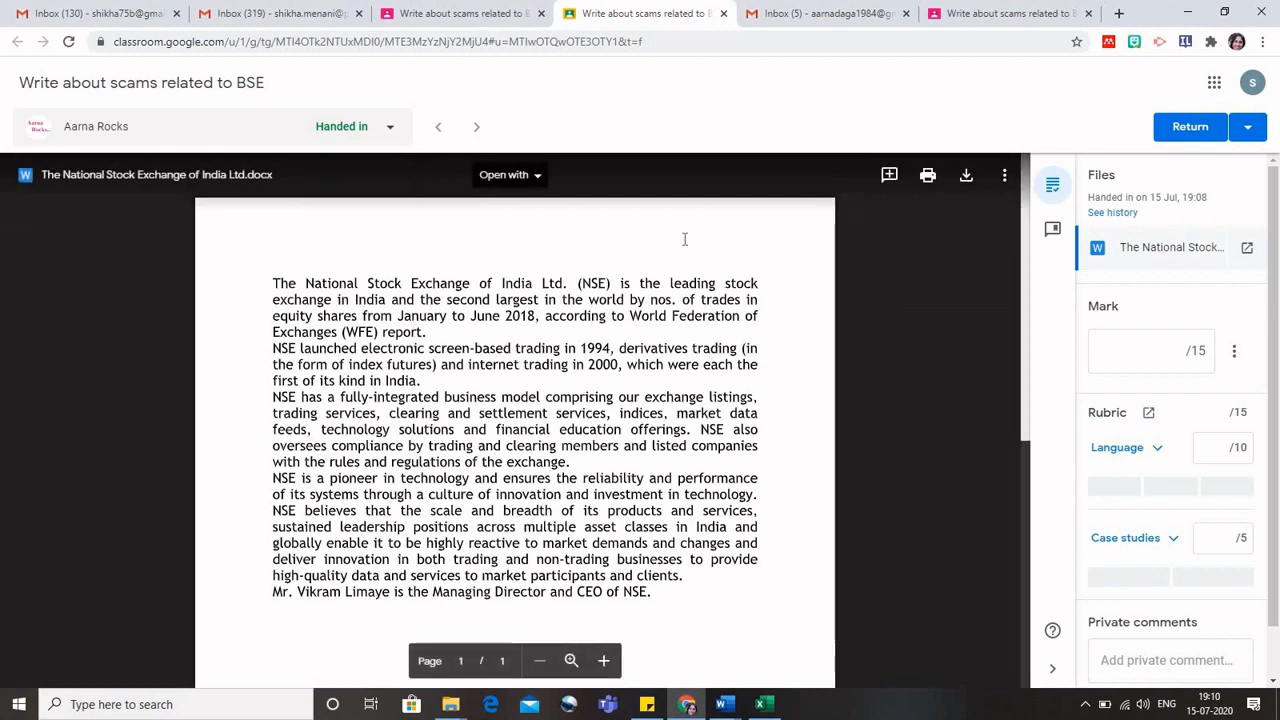 Inbox (130) - shikha75b@gmai
Inbox (319) - shikhamenani@
Write about scams related to B
Write about scams related to B
Inbox (5) - aarnadaga1984@g
Write about scams related to B
Write about scams related to BSE
Aarna Rocks
Handed in
Return
The National Stock Exchange of India Ltd.docx
Open with
The National Stock Exchange of India Ltd. (NSE) is the leading stock
exchange in India and the second largest in the world by nos. of trades in
equity shares from January to June 2018, according to World Federation of
Exchanges (WFE) report.
NSE launched electronic screen-based trading in 1994, derivatives trading (in
the form of index futures) and internet trading in 2000, which were each the
first of its kind in India.
NSE has a fully-integrated business model comprising our exchange listings,
trading services, clearing and settlement services, indices, market data
feeds, technology solutions and financial education offerings. NSE also
oversees compliance by trading and clearing members and listed companies
with the rules and regulations of the exchange.
NSE is a pioneer in technology and ensures the reliability and performance
of its systems through a culture of innovation and investment in technology.
NSE believes that the scale and breadth of its products and services,
sustained leadership positions across multiple asset classes in India and
globally enable it to be highly reactive to market demands and changes and
deliver innovation in both trading and non-trading businesses to provide
high-quality data and services to market participants and clients.
Mr. Vikram Limaye is the Managing Director and CEO of NSE.
Page 1 / 1
Files
Handed in on 15 Jul, 19:08
See history
The National Stock...
Mark
/15
Rubric /15
Language /10
Case studies /5
Private comments
Add private comment...
Type here to search
ENG
19:10
15-07-2020